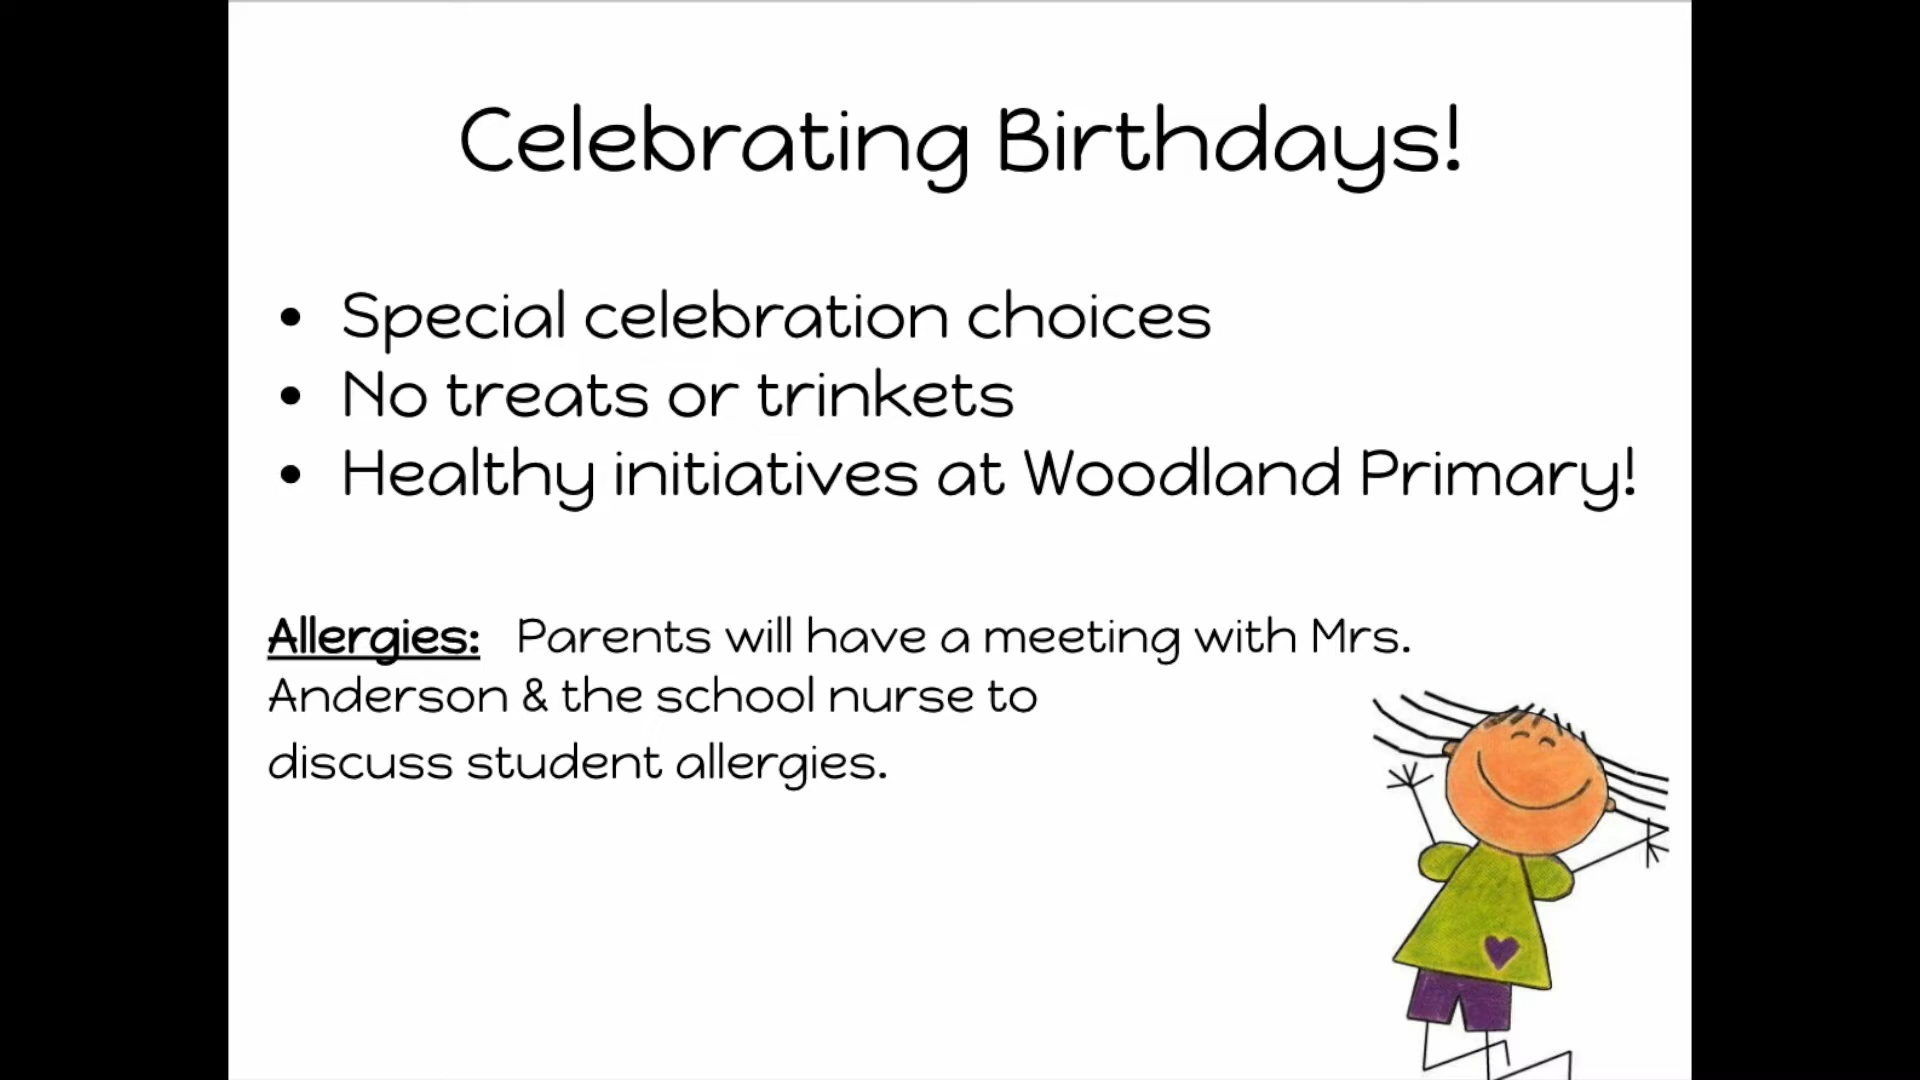 Celebrating Birthdays!
• Special celebration choices
• No treats or trinkets
• Healthy initiatives at Woodland Primary!
Allergies: Parents will have a meeting with Mrs.
Anderson & the school nurse to
discuss student allergies.